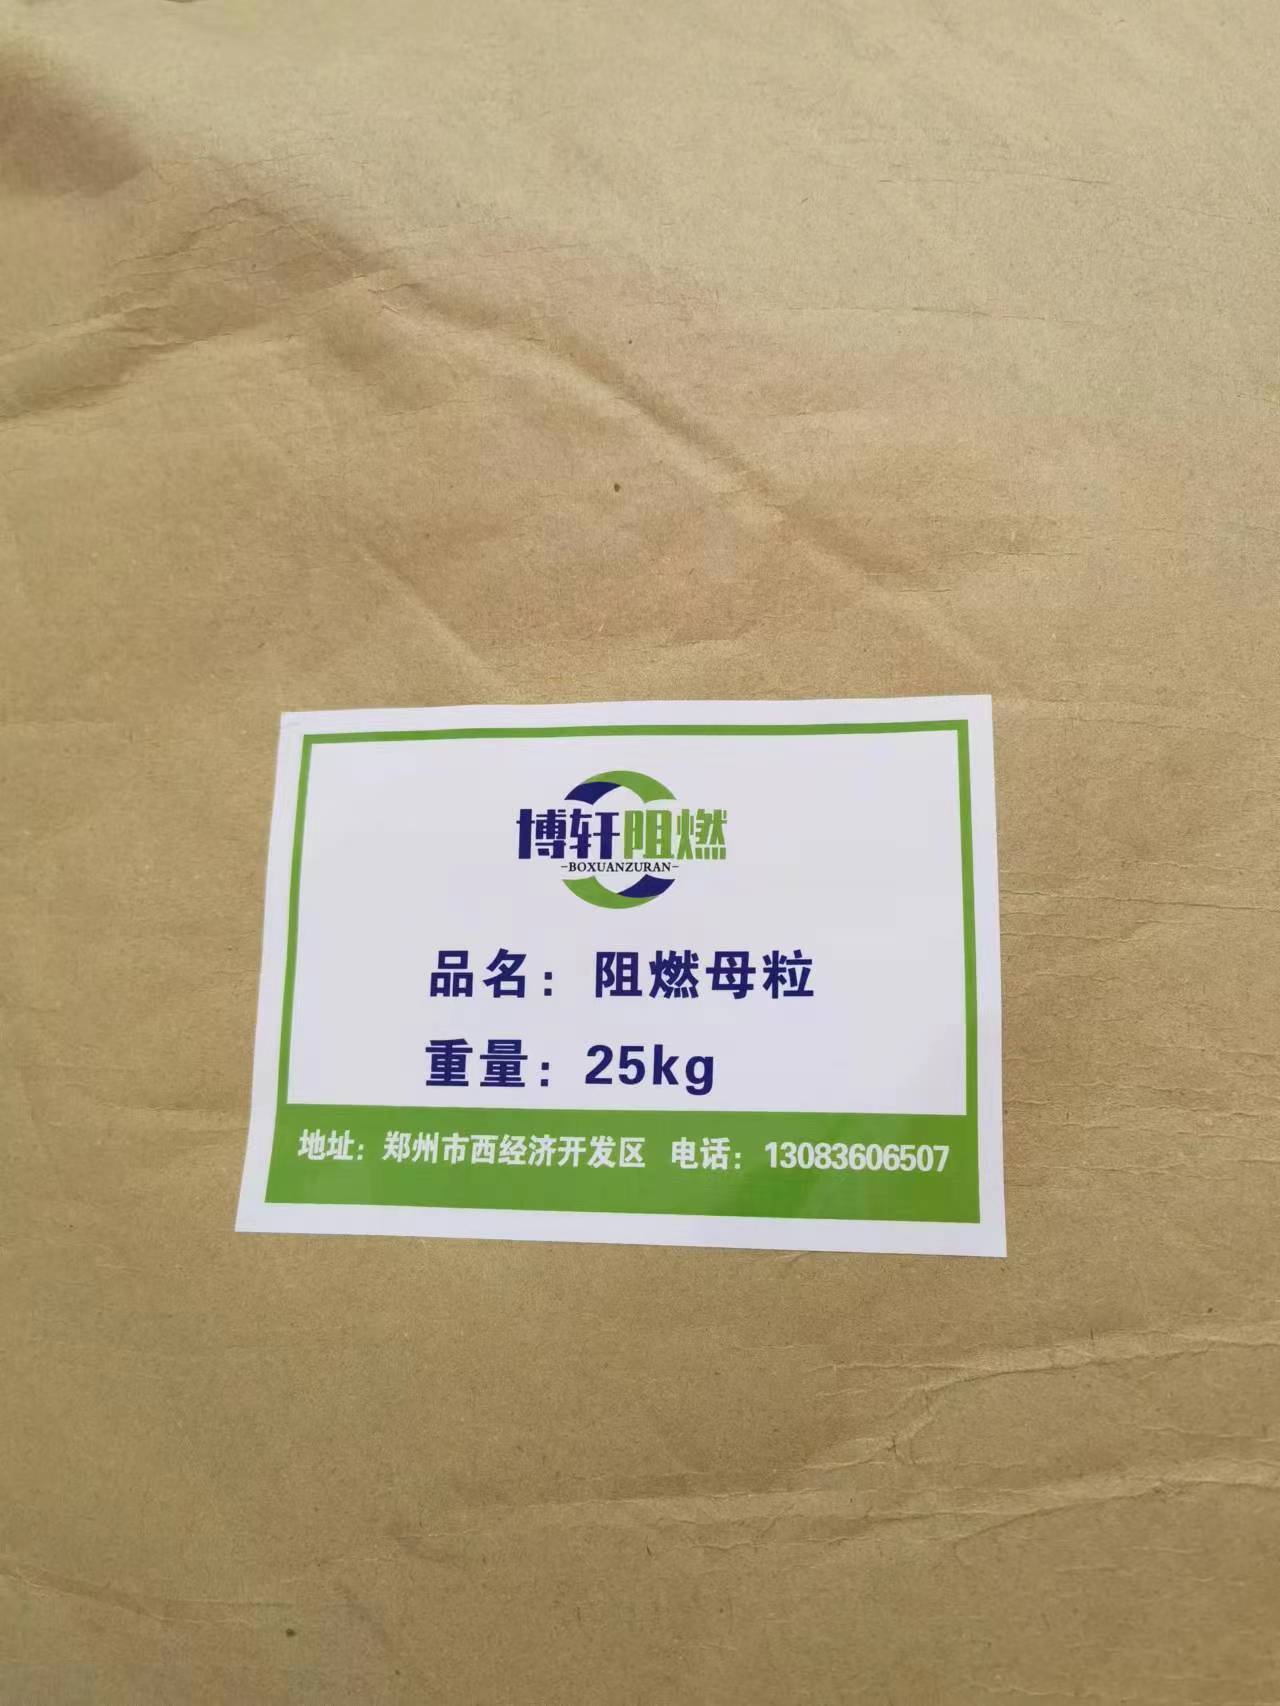 博轩阻燃
-BOXUANZURAN-
品名：阻燃母粒
重量：25kg
地址：郑州市西经济开发区 电话：13083606507